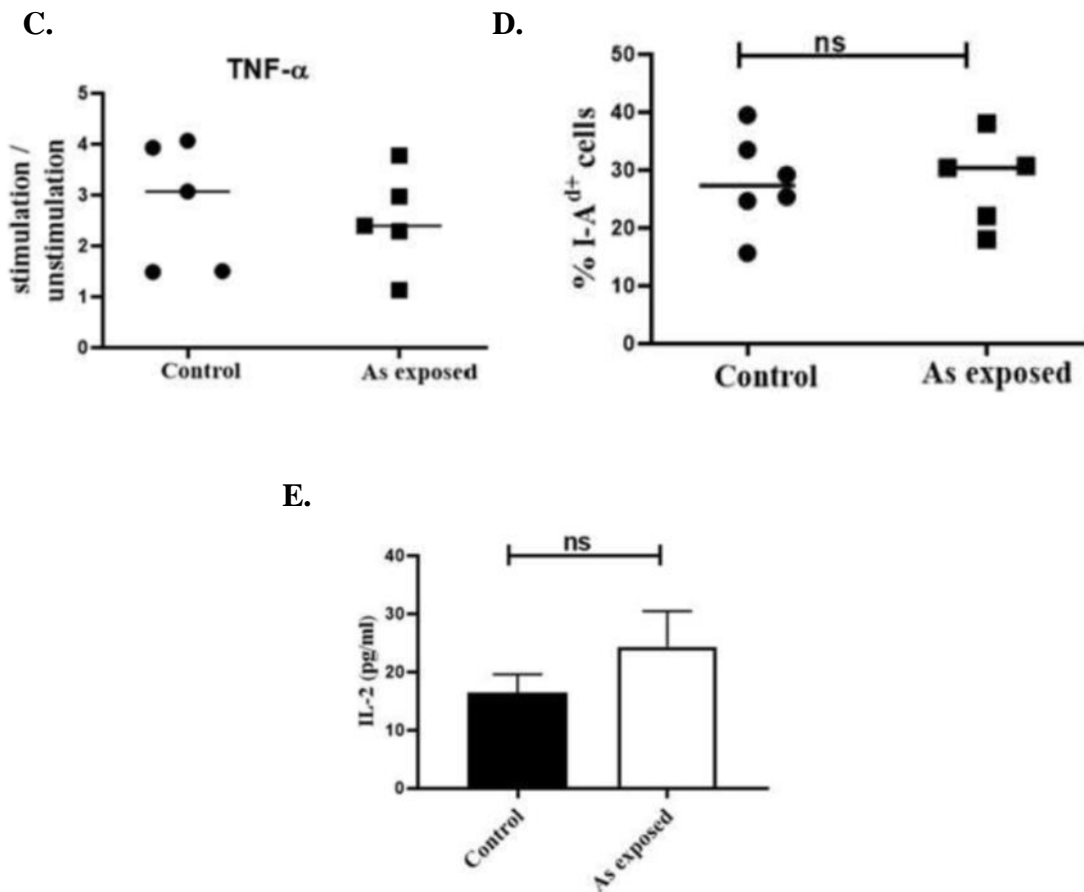 C.
TNF-α
stimulation /
unstimulation
5
4
3
2
1
0
Control
As exposed
D.
ns
% I-A^d+ cells
50
40
30
20
10
0
Control
As exposed
E.
ns
IL-2 (pg/ml)
40
30
20
10
0
Control
As exposed